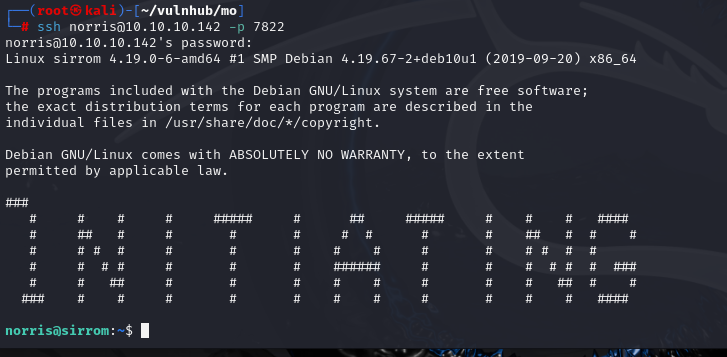 ┌──(root㉿kali)-[~/vulnhub/mo]
└─# ssh norris@10.10.10.142 -p 7822
norris@10.10.10.142's password:
Linux sirrom 4.19.0-6-amd64 #1 SMP Debian 4.19.67-2+deb10u1 (2019-09-20) x86_64
The programs included with the Debian GNU/Linux system are free software;
the exact distribution terms for each program are described in the
individual files in /usr/share/doc/*/copyright.
Debian GNU/Linux comes with ABSOLUTELY NO WARRANTY, to the extent
permitted by applicable law.
###
   #     #    #     #     #####     #      ##     #####     #    #    #   ####
   #     ##   #     #       #       #     #  #      #       #    ##   #  #    #
   #     # #  #     #       #       #    #    #     #       #    # #  #  #
   #     #  # #     #       #       #    ######     #       #    #  # #  #  ###
   #     #   ##     #       #       #    #    #     #       #    #   ##  #    #
  ###    #    #     #       #       #    #    #     #       #    #    #   ####
norris@sirrom:~$